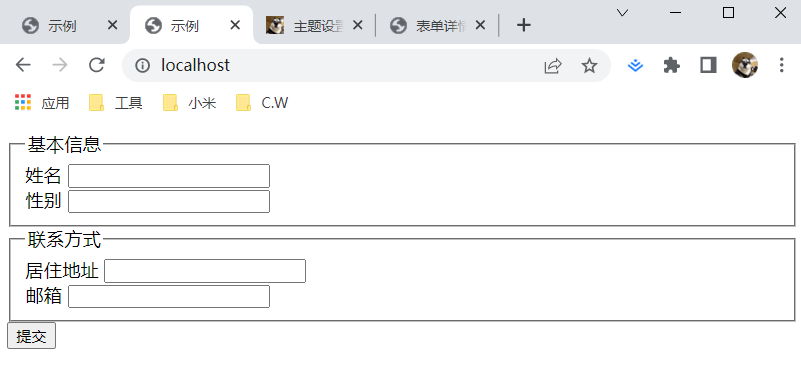 示例
示例
主题设置
表单详情
localhost
应用
工具
小米
C.W
基本信息
姓名
性别
联系方式
居住地址
邮箱
提交